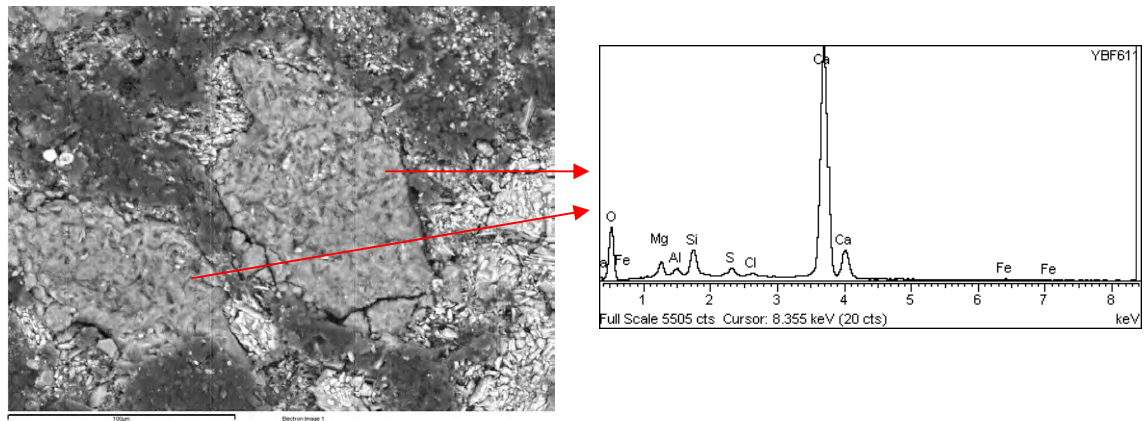 YBF611
Ca
O
Fe
a
Mg
Al
Si
S
Cl
Ca
Fe
Fe
1 2 3 4 5 6 7 8
Full Scale 5505 cts Cursor: 8.355 keV (20 cts)
keV
100µm
Electron Image 1